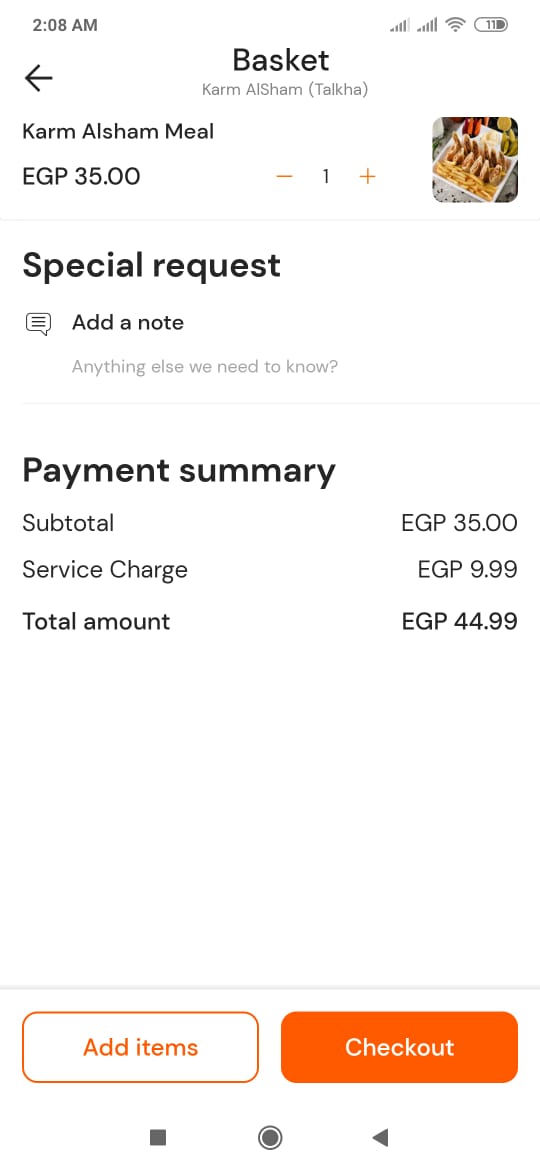 2:08 AM 11
Basket
Karm AlSham (Talkha)
Karm Alsham Meal
EGP 35.00 − 1 +
Special request
Add a note
Anything else we need to know?
Payment summary
Subtotal EGP 35.00
Service Charge EGP 9.99
Total amount EGP 44.99
Add items Checkout